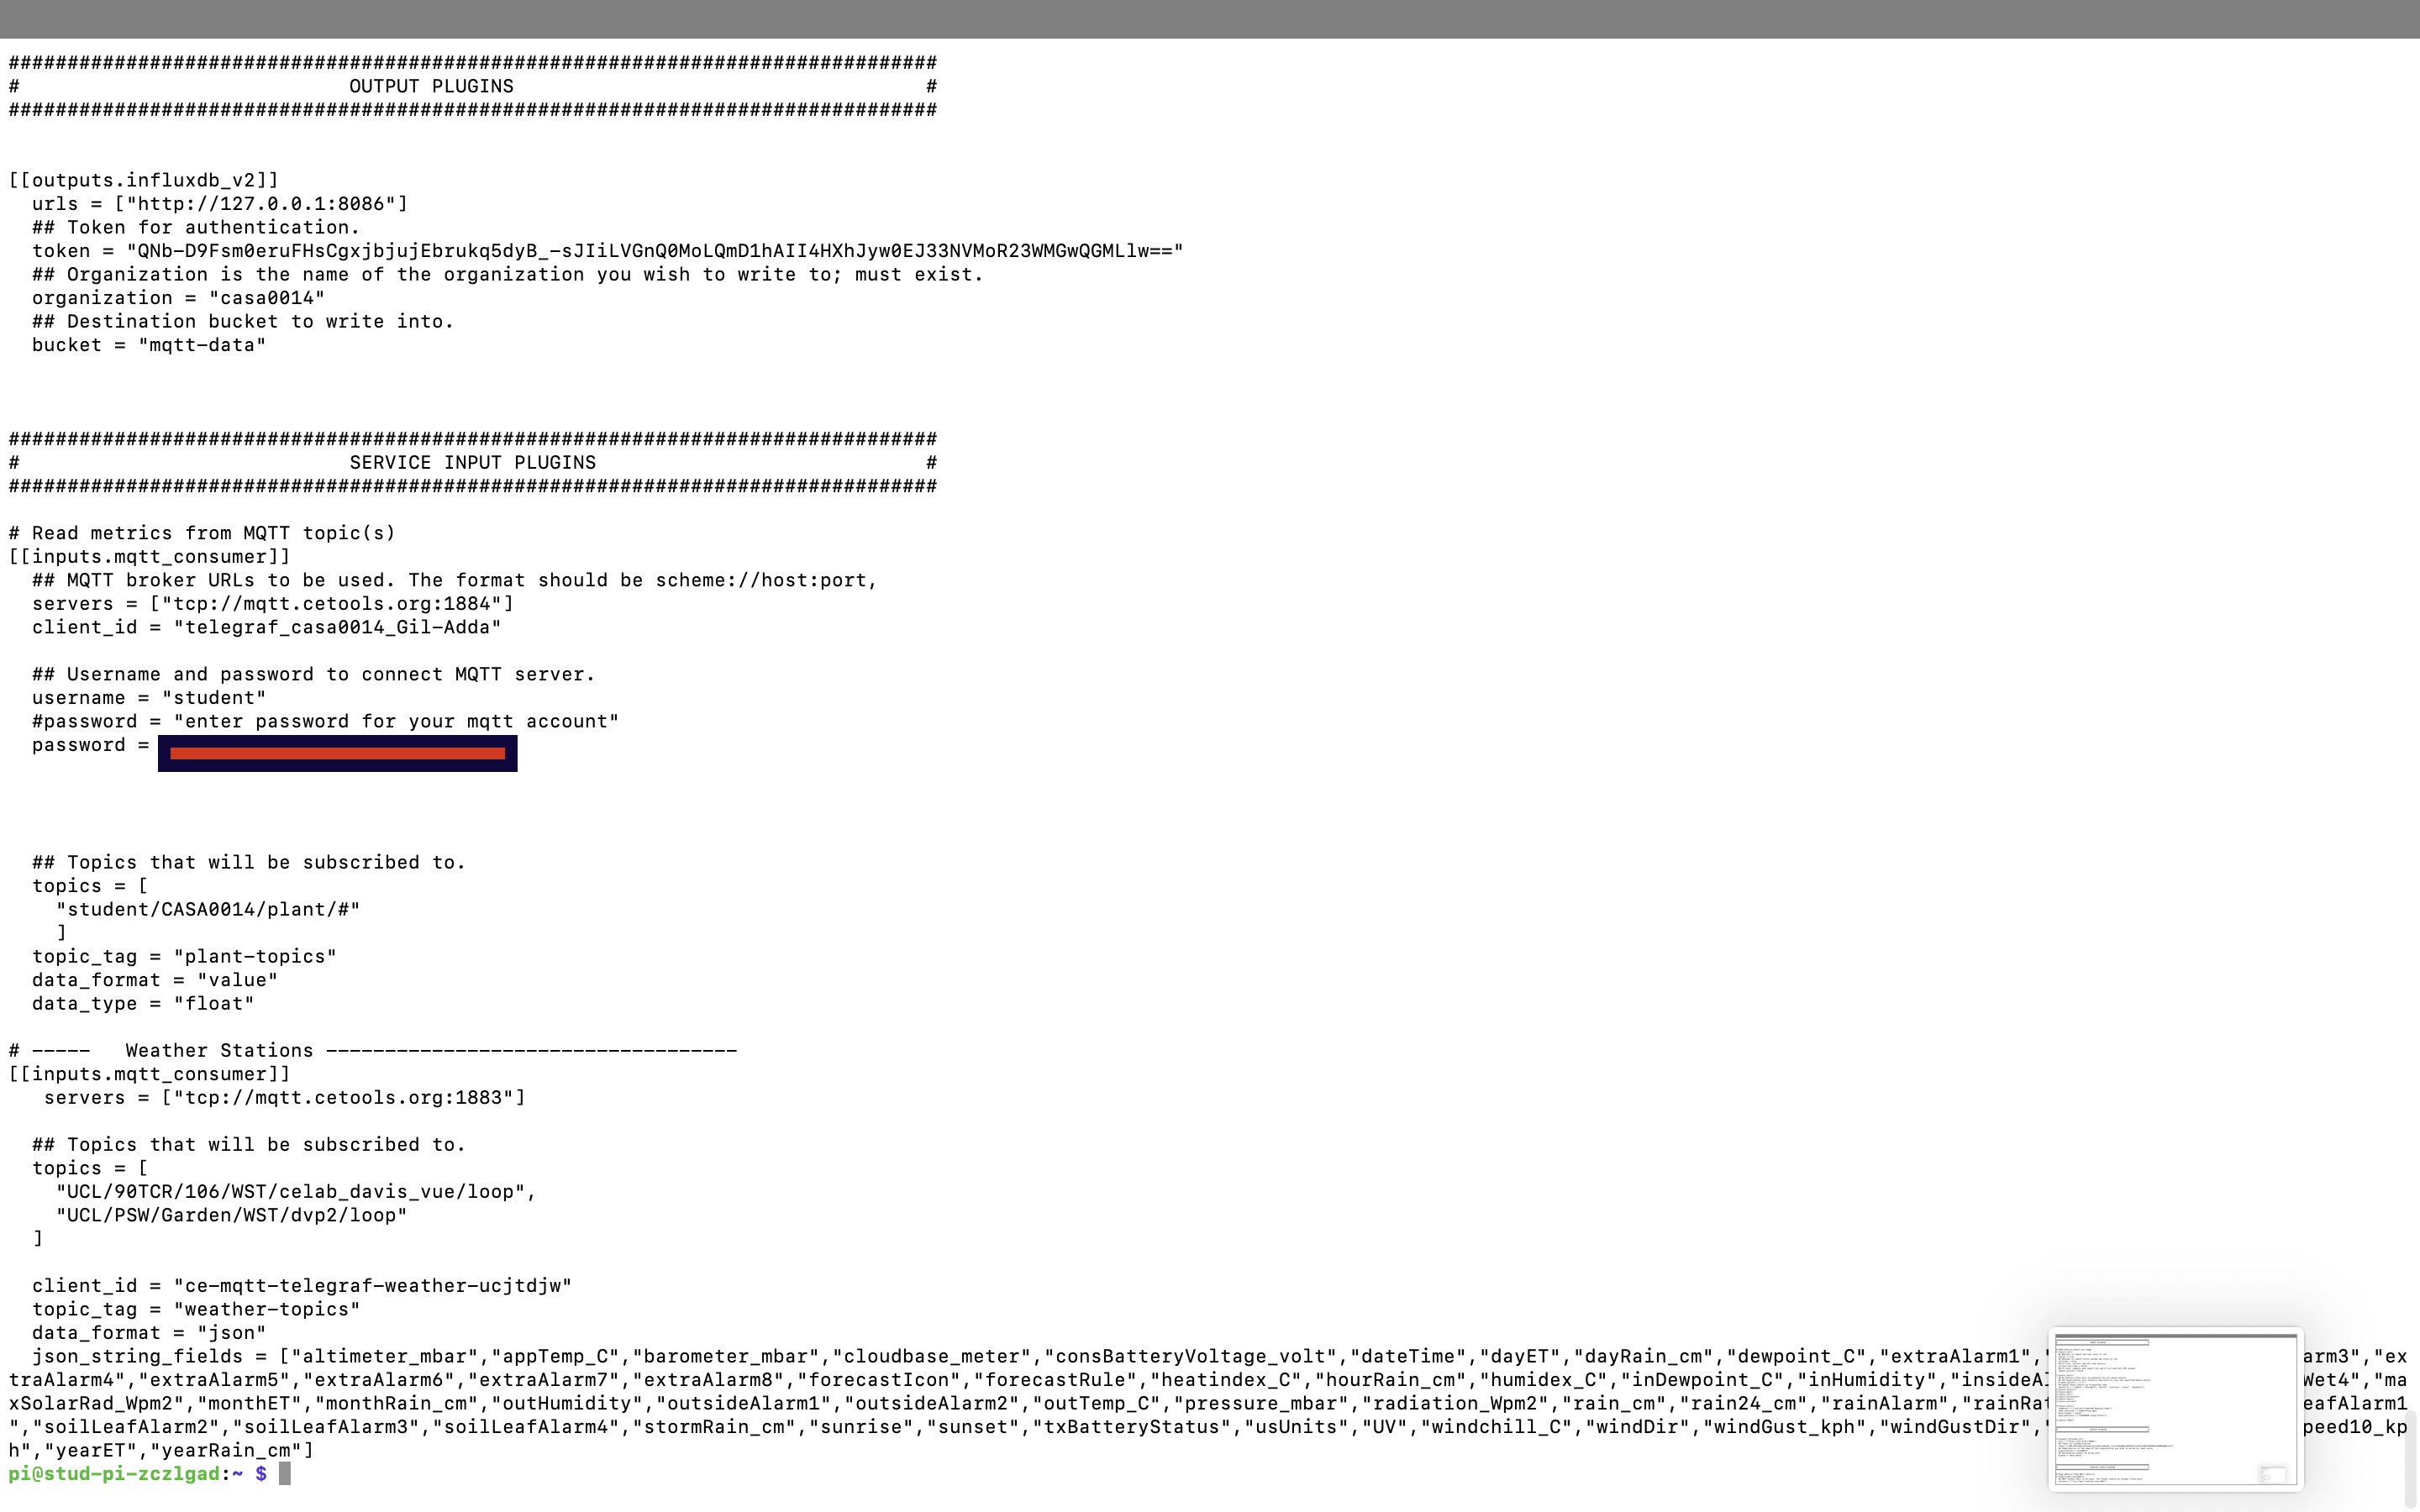 ################################################################################
#                            OUTPUT PLUGINS                                   #
################################################################################
[[outputs.influxdb_v2]]
  urls = ["http://127.0.0.1:8086"]
  ## Token for authentication.
  token = "QNb-D9Fsm0eruFHsCgxjbjujEbrukq5dyB_-sJIiLVGnQ0MoLQmD1hAII4HXhJyw0EJ33NVMoR23WMGwQGMLlw=="
  ## Organization is the name of the organization you wish to write to; must exist.
  organization = "casa0014"
  ## Destination bucket to write into.
  bucket = "mqtt-data"
################################################################################
#                            SERVICE INPUT PLUGINS                            #
################################################################################
# Read metrics from MQTT topic(s)
[[inputs.mqtt_consumer]]
  ## MQTT broker URLs to be used. The format should be scheme://host:port,
  servers = ["tcp://mqtt.cetools.org:1884"]
  client_id = "telegraf_casa0014_Gil-Adda"
  ## Username and password to connect MQTT server.
  username = "student"
  #password = "enter password for your mqtt account"
  password =
  ## Topics that will be subscribed to.
  topics = [
    "student/CASA0014/plant/#"
    ]
  topic_tag = "plant-topics"
  data_format = "value"
  data_type = "float"
# -----   Weather Stations -----------------------------------
[[inputs.mqtt_consumer]]
   servers = ["tcp://mqtt.cetools.org:1883"]
  ## Topics that will be subscribed to.
  topics = [
    "UCL/90TCR/106/WST/celab_davis_vue/loop",
    "UCL/PSW/Garden/WST/dvp2/loop"
  ]
  client_id = "ce-mqtt-telegraf-weather-ucjtdjw"
  topic_tag = "weather-topics"
  data_format = "json"
  json_string_fields = ["altimeter_mbar","appTemp_C","barometer_mbar","cloudbase_meter","consBatteryVoltage_volt","dateTime","dayET","dayRain_cm","dewpoint_C","extraAlarm1", arm3","ex
traAlarm4","extraAlarm5","extraAlarm6","extraAlarm7","extraAlarm8","forecastIcon","forecastRule","heatindex_C","hourRain_cm","humidex_C","inDewpoint_C","inHumidity","insideAl Wet4","ma
xSolarRad_Wpm2","monthET","monthRain_cm","outHumidity","outsideAlarm1","outsideAlarm2","outTemp_C","pressure_mbar","radiation_Wpm2","rain_cm","rain24_cm","rainAlarm","rainRat eafAlarm1
","soilLeafAlarm2","soilLeafAlarm3","soilLeafAlarm4","stormRain_cm","sunrise","sunset","txBatteryStatus","usUnits","UV","windchill_C","windDir","windGust_kph","windGustDir", peed10_kp
h","yearET","yearRain_cm"]
pi@stud-pi-zczlgad:~ $